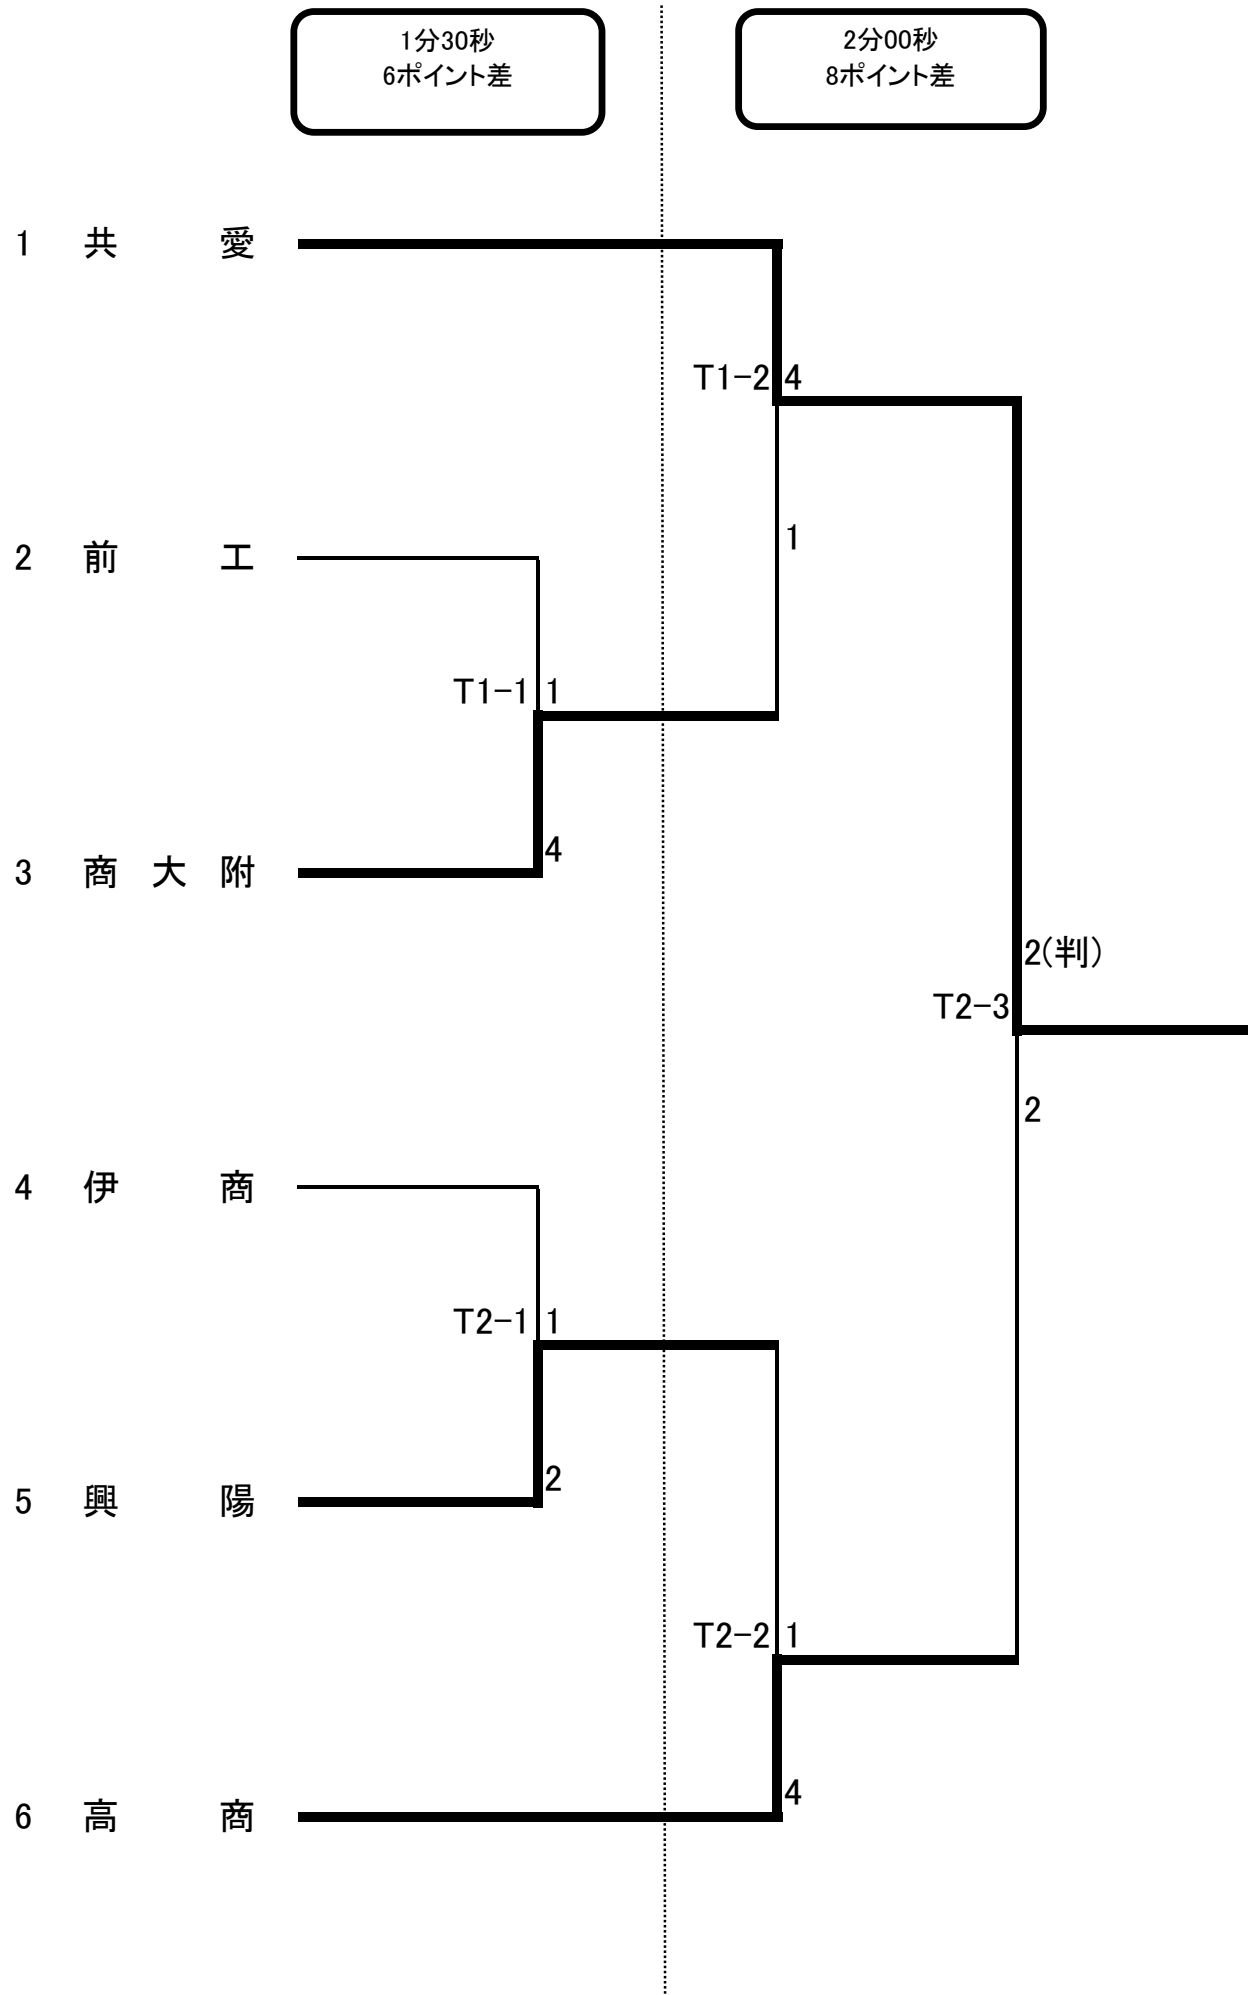 1分30秒
6ポイント差
2分00秒
8ポイント差
1 共 愛
T1-2 4
1
2 前 工
T1-1 1
4
3 商 大 附
2(判)
T2-3
2
4 伊 商
T2-1 1
2
5 興 陽
T2-2 1
4
6 高 商